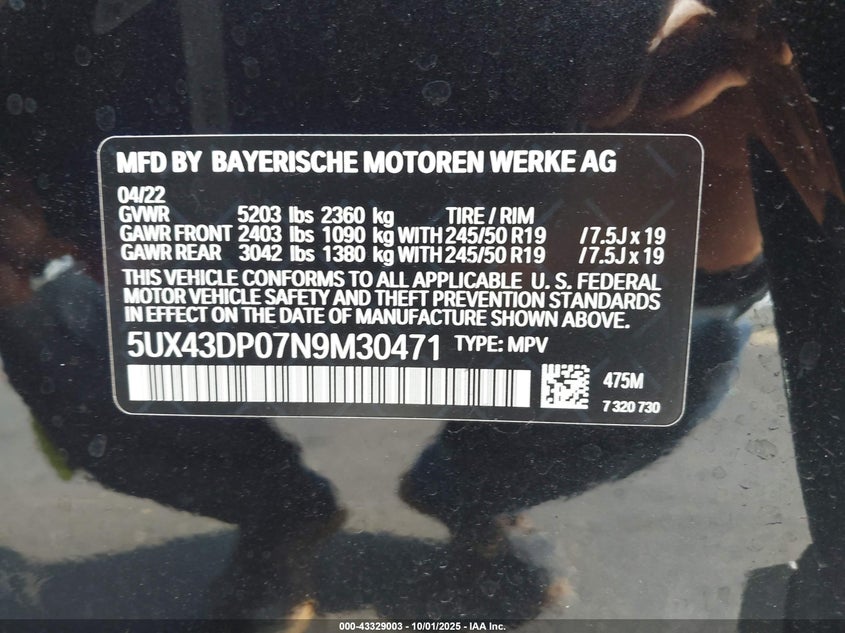 MFD BY BAYERISCHE MOTOREN WERKE AG
04/22
GVWR 5203 lbs 2360 kg TIRE / RIM
GAWR FRONT 2403 lbs 1090 kg WITH 245/50 R19 /7.5J x 19
GAWR REAR 3042 lbs 1380 kg WITH 245/50 R19 /7.5J x 19
THIS VEHICLE CONFORMS TO ALL APPLICABLE U. S. FEDERAL
MOTOR VEHICLE SAFETY AND THEFT PREVENTION STANDARDS
IN EFFECT ON THE DATE OF MANUFACTURE SHOWN ABOVE.
5UX43DP07N9M30471 TYPE: MPV
475M
7 320 730
000-43329003 - 10/01/2025 - IAA Inc.